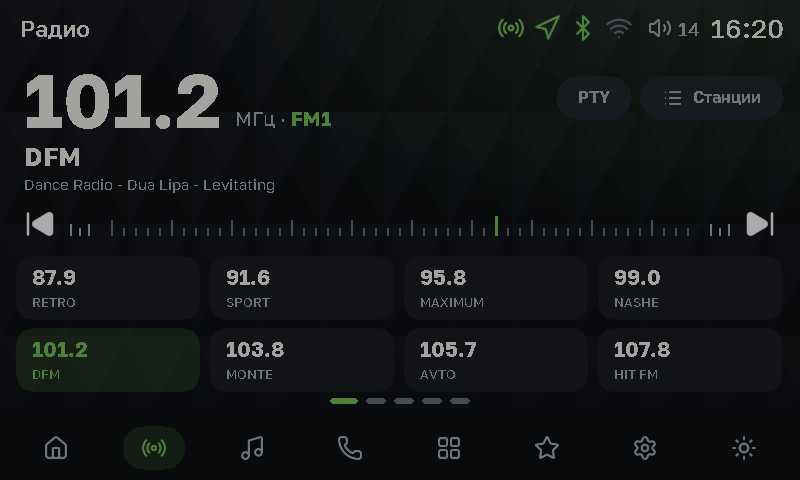 Радио
14 16:20
101.2 МГц · FM1
PTY
Станции
DFM
Dance Radio - Dua Lipa - Levitating
87.9
RETRO
91.6
SPORT
95.8
MAXIMUM
99.0
NASHE
101.2
DFM
103.8
MONTE
105.7
AVTO
107.8
HIT FM